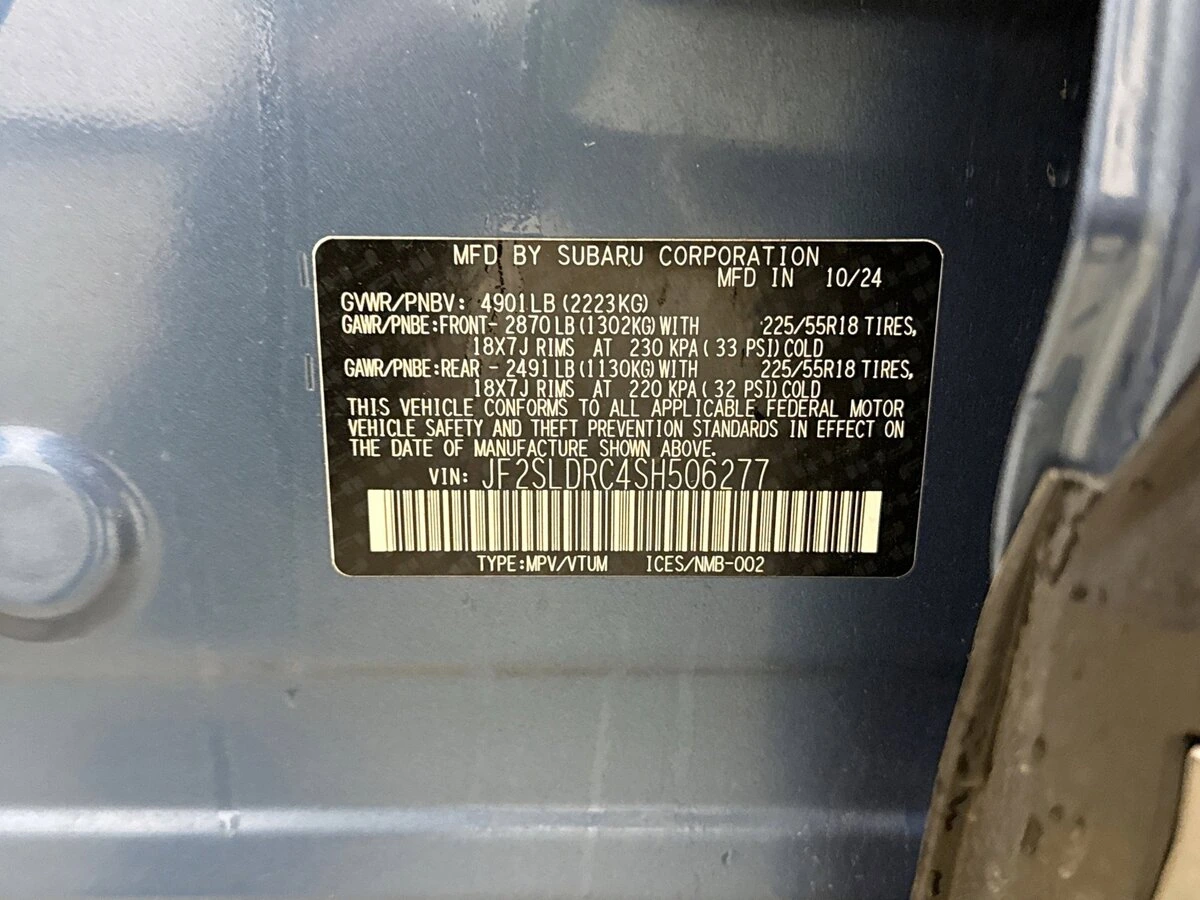 MFD BY SUBARU CORPORATION
MFD IN 10/24
GVWR/PNBV: 4901LB (2223KG)
GAWR/PNBE:FRONT- 2870 LB (1302KG) WITH 225/55R18 TIRES,
18X7J RIMS AT 230 KPA ( 33 PSI) COLD
GAWR/PNBE:REAR - 2491 LB (1130KG) WITH 225/55R18 TIRES,
18X7J RIMS AT 220 KPA ( 32 PSI) COLD
THIS VEHICLE CONFORMS TO ALL APPLICABLE FEDERAL MOTOR
VEHICLE SAFETY AND THEFT PREVENTION STANDARDS IN EFFECT ON
THE DATE OF MANUFACTURE SHOWN ABOVE.
VIN: JF2SLDRC4SH506277
TYPE:MPV/VTUM ICES/NMB-002